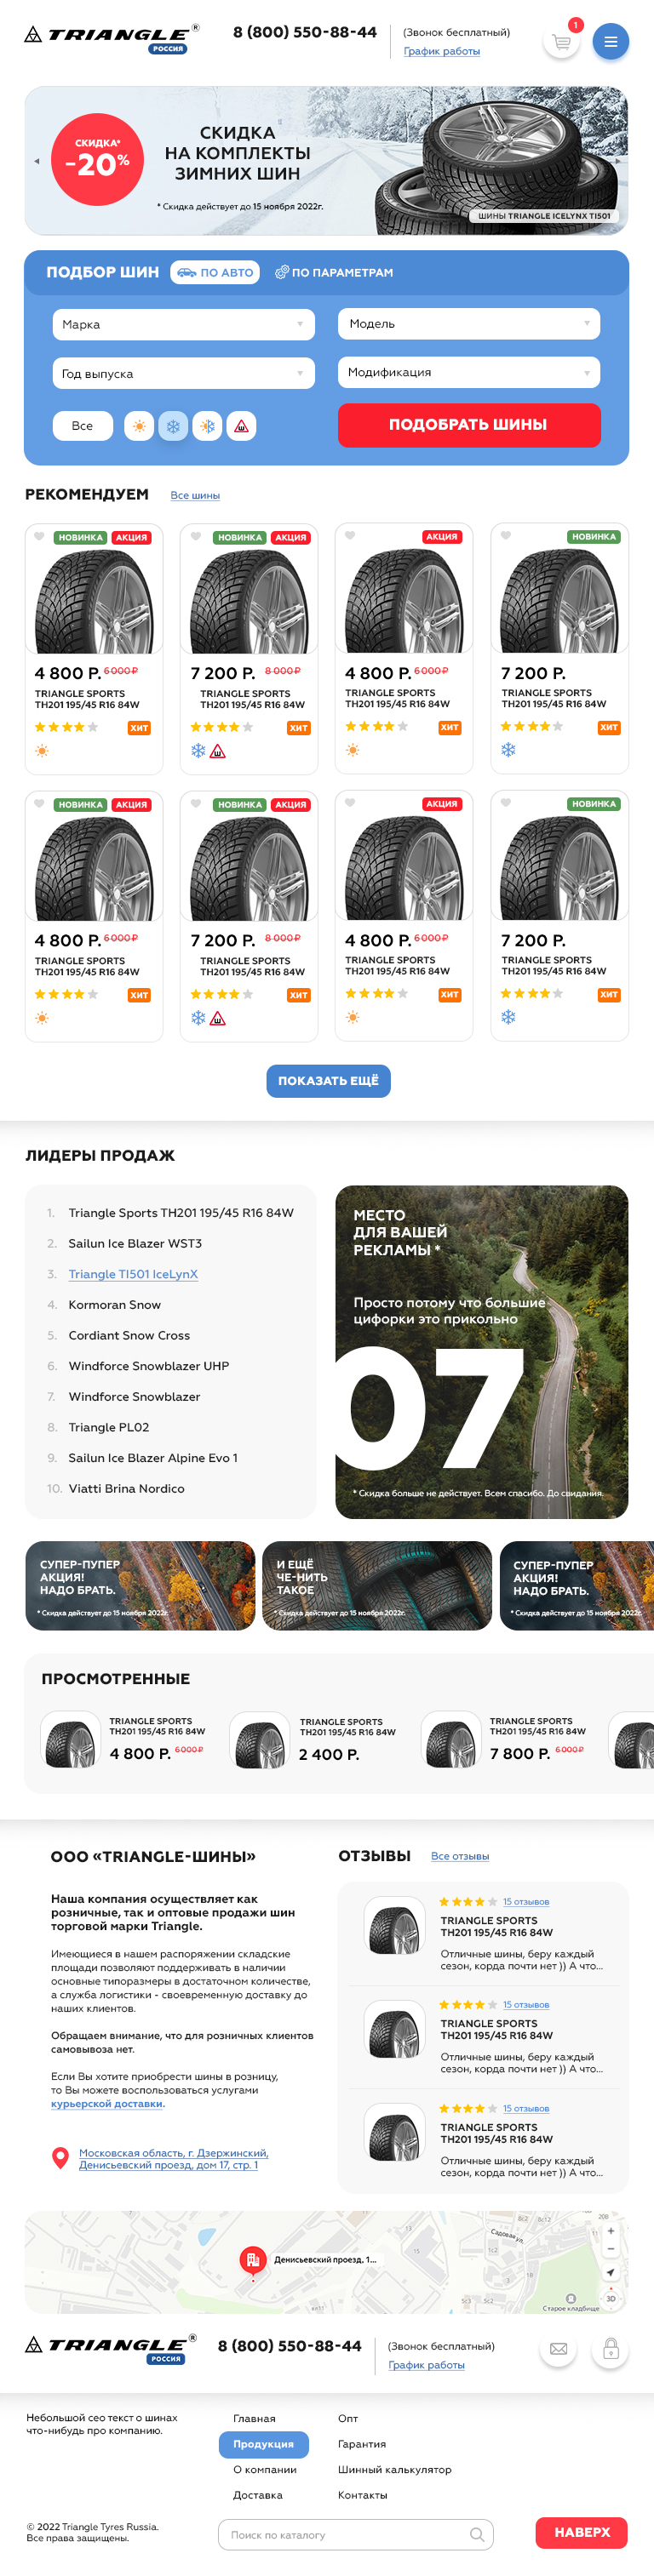 TRIANGLE®
РОССИЯ
8 (800) 550-88-44
(Звонок бесплатный)
График работы
1
СКИДКА*
-20%
СКИДКА
НА КОМПЛЕКТЫ
ЗИМНИХ ШИН
* Скидка действует до 15 ноября 2022г.
ШИНЫ TRIANGLE ICELYNX TI501
ПОДБОР ШИН
ПО АВТО
ПО ПАРАМЕТРАМ
Марка
Модель
Год выпуска
Модификация
Все
Ш
ПОДОБРАТЬ ШИНЫ
РЕКОМЕНДУЕМ
Все шины
НОВИНКА АКЦИЯ
4 800 Р. 6 000 ₽
TRIANGLE SPORTS
TH201 195/45 R16 84W
ХИТ
НОВИНКА АКЦИЯ
7 200 Р. 8 000 ₽
TRIANGLE SPORTS
TH201 195/45 R16 84W
ХИТ
Ш
АКЦИЯ
4 800 Р. 6 000 ₽
TRIANGLE SPORTS
TH201 195/45 R16 84W
ХИТ
НОВИНКА
7 200 Р.
TRIANGLE SPORTS
TH201 195/45 R16 84W
ХИТ
НОВИНКА АКЦИЯ
4 800 Р. 6 000 ₽
TRIANGLE SPORTS
TH201 195/45 R16 84W
ХИТ
НОВИНКА АКЦИЯ
7 200 Р. 8 000 ₽
TRIANGLE SPORTS
TH201 195/45 R16 84W
ХИТ
Ш
АКЦИЯ
4 800 Р. 6 000 ₽
TRIANGLE SPORTS
TH201 195/45 R16 84W
ХИТ
НОВИНКА
7 200 Р.
TRIANGLE SPORTS
TH201 195/45 R16 84W
ХИТ
ПОКАЗАТЬ ЕЩЁ
ЛИДЕРЫ ПРОДАЖ
1. Triangle Sports TH201 195/45 R16 84W
2. Sailun Ice Blazer WST3
3. Triangle TI501 IceLynX
4. Kormoran Snow
5. Cordiant Snow Cross
6. Windforce Snowblazer UHP
7. Windforce Snowblazer
8. Triangle PL02
9. Sailun Ice Blazer Alpine Evo 1
10. Viatti Brina Nordico
МЕСТО
ДЛЯ ВАШЕЙ
РЕКЛАМЫ *
Просто потому что большие
цифорки это прикольно
07
* Скидка больше не действует. Всем спасибо. До свидания.
СУПЕР-ПУПЕР
АКЦИЯ!
НАДО БРАТЬ.
* Скидка действует до 15 ноября 2022г.
И ЕЩЁ
ЧЕ-НИТЬ
ТАКОЕ
* Скидка действует до 15 ноября 2022г.
СУПЕР-ПУПЕР
АКЦИЯ!
НАДО БРАТЬ.
* Скидка действует до 15 ноября 2022г.
ПРОСМОТРЕННЫЕ
TRIANGLE SPORTS
TH201 195/45 R16 84W
4 800 Р. 6 000 ₽
TRIANGLE SPORTS
TH201 195/45 R16 84W
2 400 Р.
TRIANGLE SPORTS
TH201 195/45 R16 84W
7 800 Р. 6 000 ₽
ООО «TRIANGLE-ШИНЫ»
Наша компания осуществляет как
розничные, так и оптовые продажи шин
торговой марки Triangle.
Имеющиеся в нашем распоряжении складские
площади позволяют поддерживать в наличии
основные типоразмеры в достаточном количестве,
а служба логистики - своевременную доставку до
наших клиентов.
Обращаем внимание, что для розничных клиентов
самовывоза нет.
Если Вы хотите приобрести шины в розницу,
то Вы можете воспользоваться услугами
курьерской доставки.
Московская область, г. Дзержинский,
Денисьевский проезд, дом 17, стр. 1
ОТЗЫВЫ
Все отзывы
15 отзывов
TRIANGLE SPORTS
TH201 195/45 R16 84W
Отличные шины, беру каждый
сезон, корда почти нет )) А что...
15 отзывов
TRIANGLE SPORTS
TH201 195/45 R16 84W
Отличные шины, беру каждый
сезон, корда почти нет )) А что...
15 отзывов
TRIANGLE SPORTS
TH201 195/45 R16 84W
Отличные шины, беру каждый
сезон, корда почти нет )) А что...
Садовая ул.
Денисьевский проезд, 1...
3D
Старое кладбище
TRIANGLE®
РОССИЯ
8 (800) 550-88-44
(Звонок бесплатный)
График работы
Небольшой сео текст о шинах
что-нибудь про компанию.
Главная
Продукция
О компании
Доставка
Опт
Гарантия
Шинный калькулятор
Контакты
© 2022 Triangle Tyres Russia.
Все права защищены.
Поиск по каталогу
НАВЕРХ